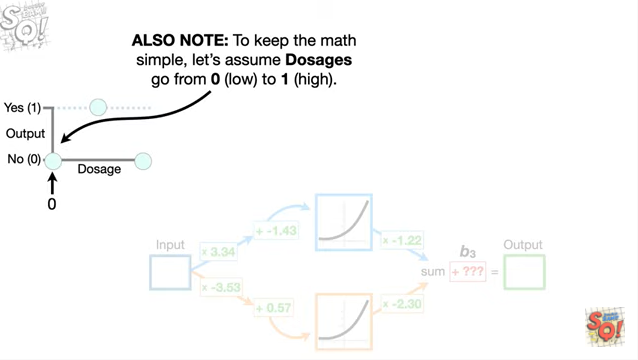 ALSO NOTE: To keep the math
simple, let's assume Dosages
go from 0 (low) to 1 (high).
Yes (1)
Output
No (0)
Dosage
0
Input
x 3.34
+ -1.43
x -1.22
x -3.53
+ 0.57
x -2.30
b3
sum + ??? =
Output
SQ!
SQ!